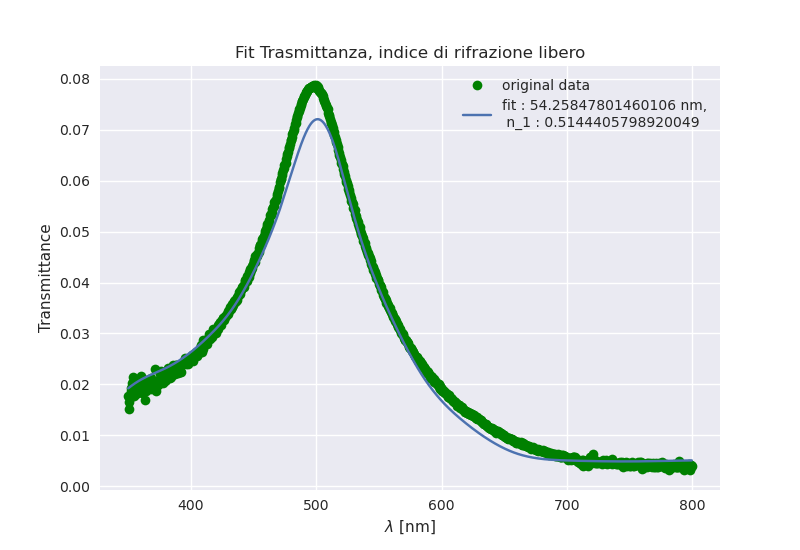 Fit Trasmittanza, indice di rifrazione libero
original data
fit : 54.25847801460106 nm,
n_1 : 0.5144405798920049
Transmittance
0.08
0.07
0.06
0.05
0.04
0.03
0.02
0.01
0.00
400 500 600 700 800
λ [nm]